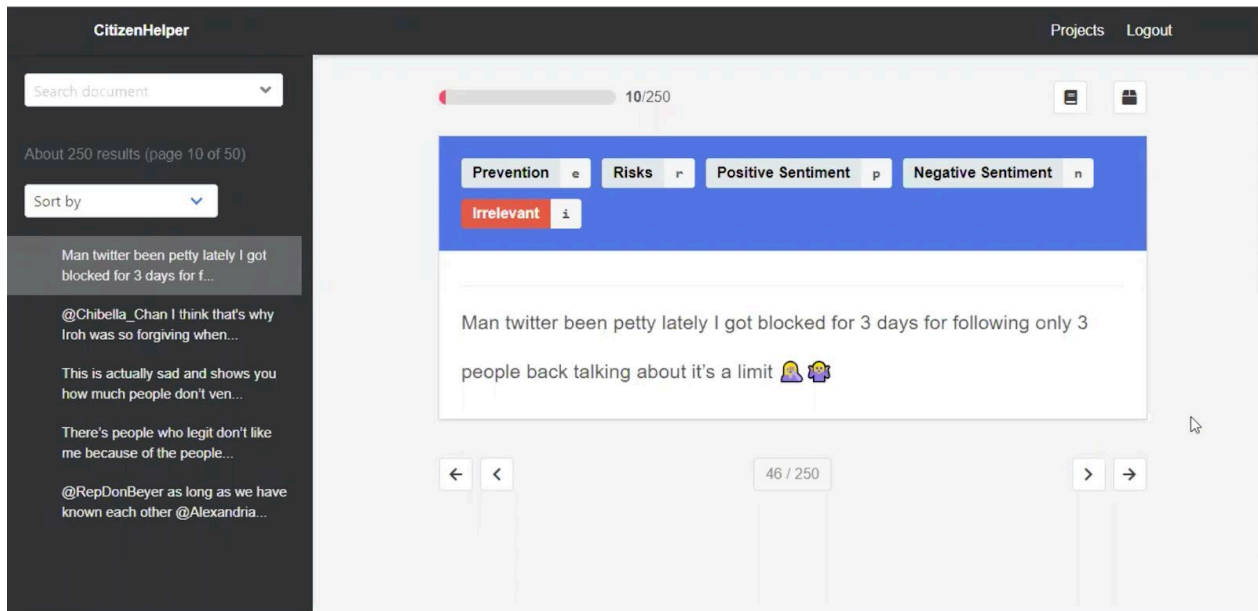 CitizenHelper
Projects
Logout
Search document
About 250 results (page 10 of 50)
Sort by
Man twitter been petty lately I got
blocked for 3 days for f...
@Chibella_Chan I think that's why
Iroh was so forgiving when...
This is actually sad and shows you
how much people don't ven...
There's people who legit don't like
me because of the people...
@RepDonBeyer as long as we have
known each other @Alexandria...
10/250
Prevention e
Risks r
Positive Sentiment p
Negative Sentiment n
Irrelevant i
Man twitter been petty lately I got blocked for 3 days for following only 3
people back talking about it's a limit 🤦🏼‍♀️ 🤷🏼‍♀️
46 / 250